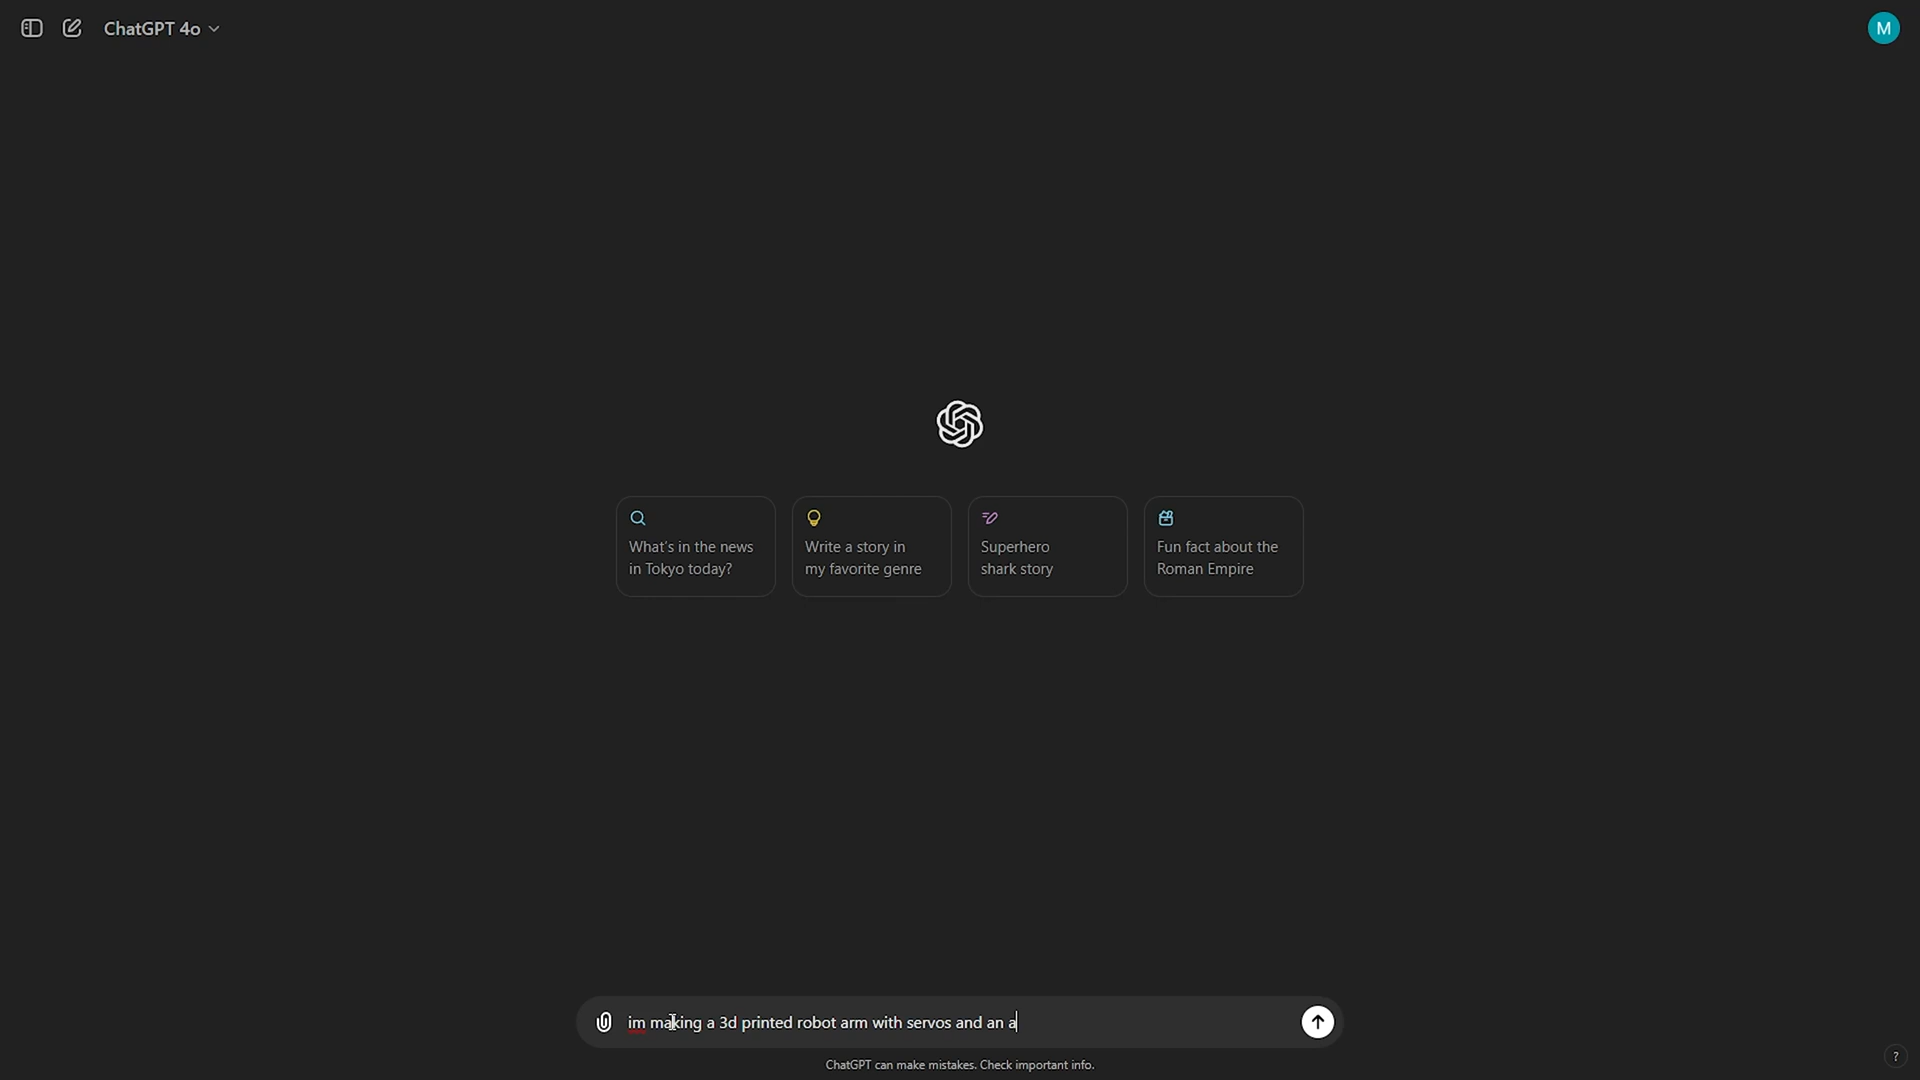 ChatGPT 4o
M
What's in the news
in Tokyo today?
Write a story in
my favorite genre
Superhero
shark story
Fun fact about the
Roman Empire
im making a 3d printed robot arm with servos and an a
ChatGPT can make mistakes. Check important info.
?